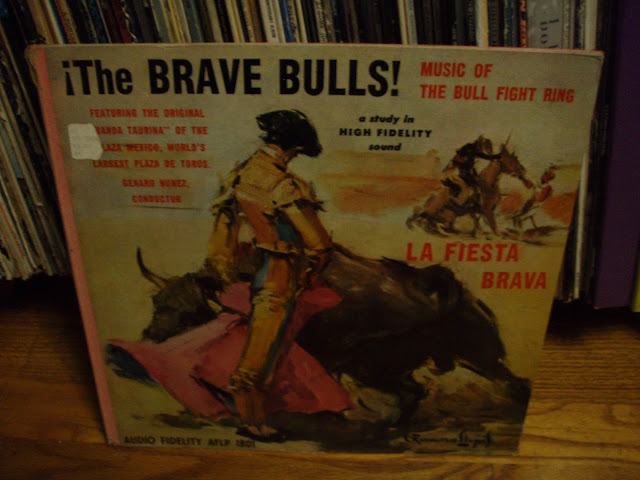 ¡The BRAVE BULLS!
MUSIC OF
THE BULL FIGHT RING
FEATURING THE ORIGINAL
BANDA TAURINA" OF THE
PLAZA MEXICO, WORLD'S
LARGEST PLAZA DE TOROS.
GENARO NUNEZ,
CONDUCTOR
a study in
HIGH FIDELITY
sound
LA FIESTA
BRAVA
AUDIO FIDELITY AFLP 1801